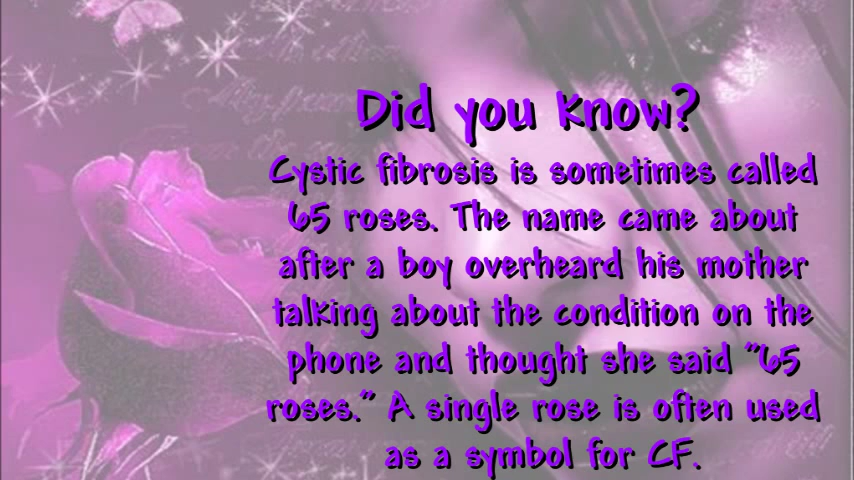 Did you know?
Cystic fibrosis is sometimes called
65 roses. The name came about
after a boy overheard his mother
talking about the condition on the
phone and thought she said "65
roses." A single rose is often used
as a symbol for CF.